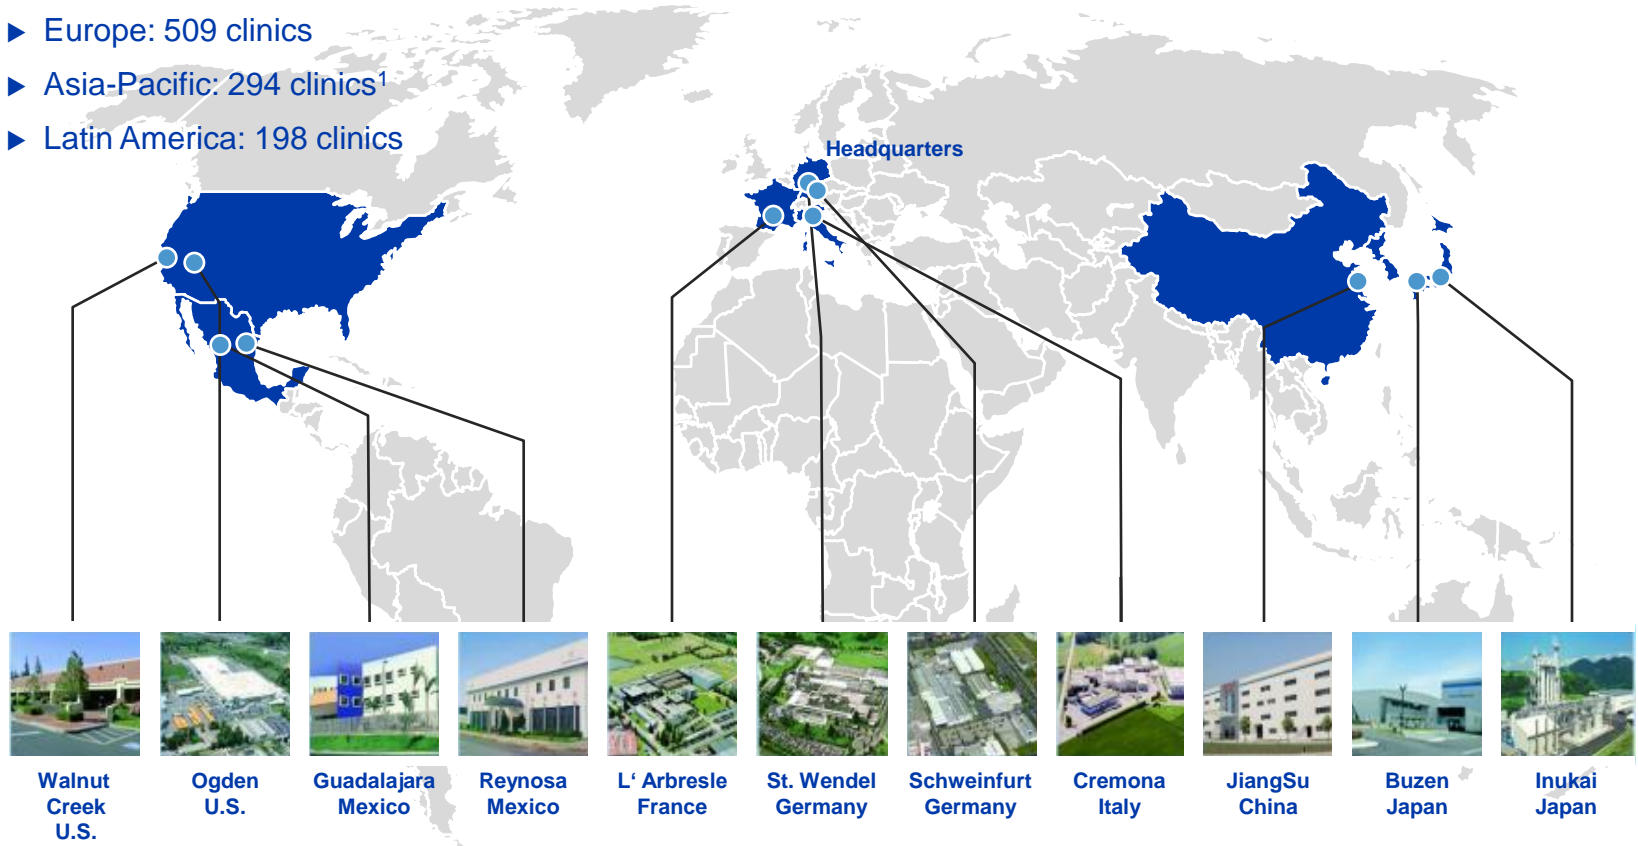 ► Europe: 509 clinics
► Asia-Pacific: 294 clinics¹
► Latin America: 198 clinics
Headquarters
Walnut
Creek
U.S.
Ogden
U.S.
Guadalajara
Mexico
Reynosa
Mexico
L‘ Arbresle
France
St. Wendel
Germany
Schweinfurt
Germany
Cremona
Italy
JiangSu
China
Buzen
Japan
Inukai
Japan